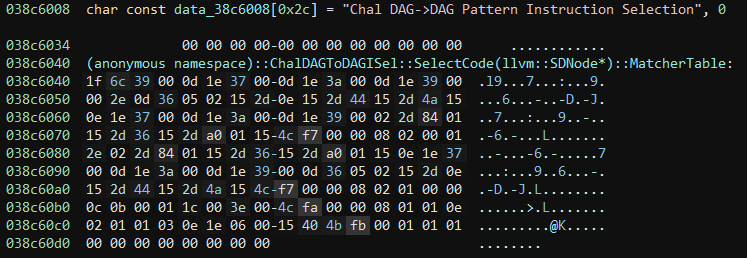 038c6008  char const data_38c6008[0x2c] = "Chal DAG->DAG Pattern Instruction Selection", 0
038c6034              00 00 00 00-00 00 00 00 00 00 00 00      ............
038c6040  (anonymous namespace)::ChalDAGToDAGISel::SelectCode(llvm::SDNode*)::MatcherTable:
038c6040  1f 6c 39 00 0d 1e 37 00-0d 1e 3a 00 0d 1e 39 00  .l9...7...:...9.
038c6050  00 2e 0d 36 05 02 15 2d-0e 15 2d 44 15 2d 4a 15  ...6...-..-D.-J.
038c6060  0e 1e 37 00 0d 1e 3a 00-0d 1e 39 00 02 2d 84 01  ..7...:...9..-..
038c6070  15 2d 36 15 2d a0 01 15-4c f7 00 00 08 02 00 01  .-6.-...L.......
038c6080  2e 02 2d 84 01 15 2d 36-15 2d a0 01 15 0e 1e 37  ..-...-6.-.....7
038c6090  00 0d 1e 3a 00 0d 1e 39-00 0d 36 05 02 15 2d 0e  ...:...9..6...-.
038c60a0  15 2d 44 15 2d 4a 15 4c-f7 00 00 08 02 01 00 00  .-D.-J.L........
038c60b0  0c 0b 00 01 1c 00 3e 00-4c fa 00 00 08 01 01 0e  ......>.L.......
038c60c0  02 01 01 03 0e 1e 06 00-15 40 4b fb 00 01 01 01  .........@K.....
038c60d0  00 00 00 00 00 00 00 00                          ........